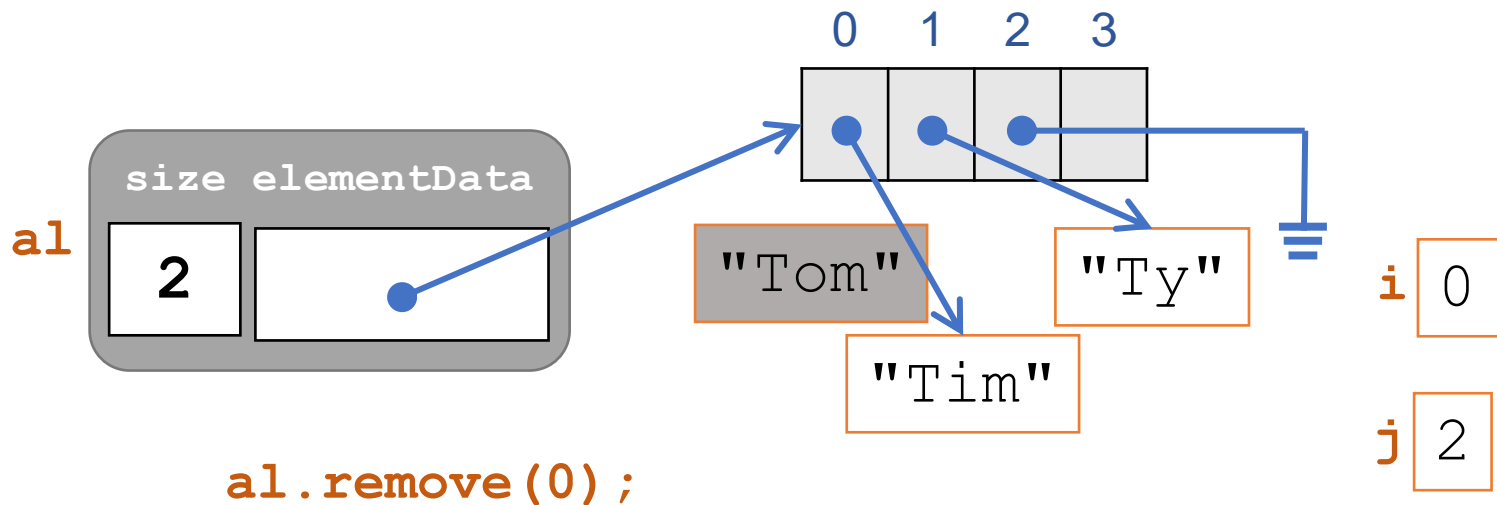 0 1 2 3
size elementData
al
2
"Tom"
"Ty"
i 0
"Tim"
j 2
al.remove(0);